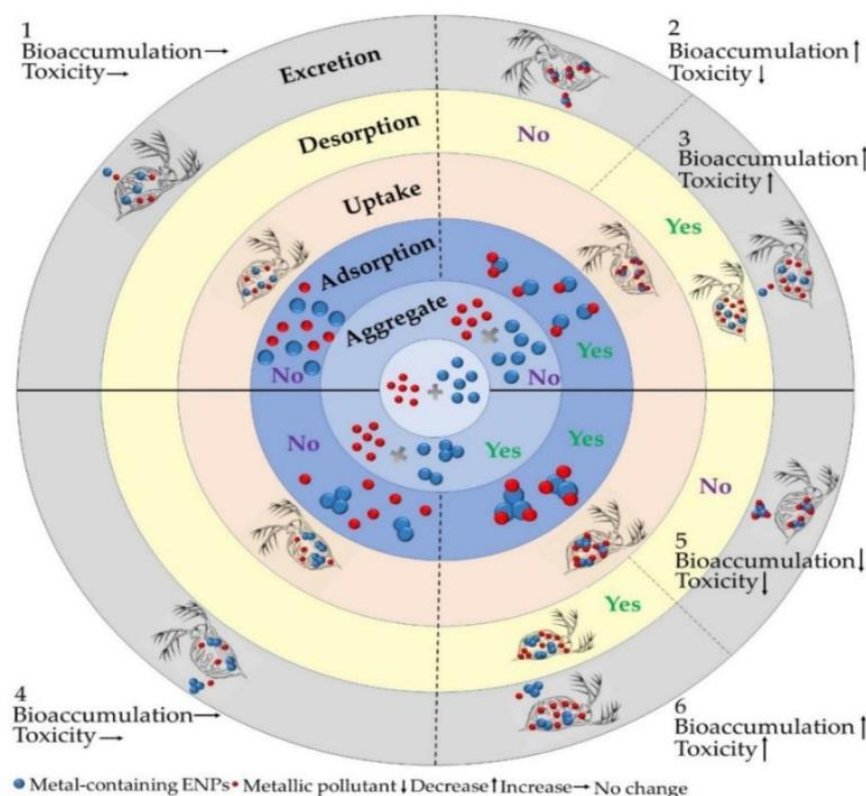 1
Bioaccumulation→
Toxicity→
2
Bioaccumulation↑
Toxicity↓
Excretion
Desorption
No
3
Bioaccumulation↑
Toxicity↑
Uptake
Yes
Adsorption
Aggregate
Yes
No
No
No
Yes
Yes
No
5
Bioaccumulation↓
Toxicity↓
Yes
4
Bioaccumulation→
Toxicity→
6
Bioaccumulation↑
Toxicity↑
Metal-containing ENPs Metallic pollutant ↓Decrease↑Increase→ No change